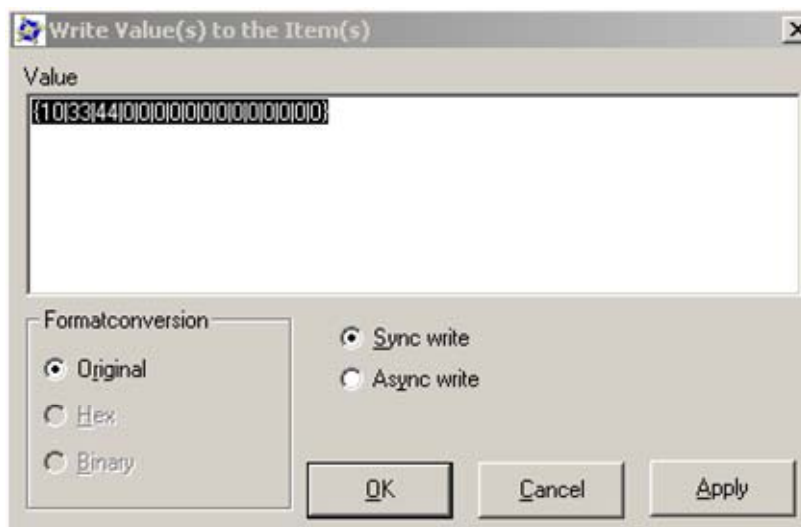 Write Value(s) to the Item(s)
Value
{10|33|44|0|0|0|0|0|0|0|0|0|0|0|0|0}
Formatconversion
Original
Hex
Binary
Sync write
Async write
OK
Cancel
Apply